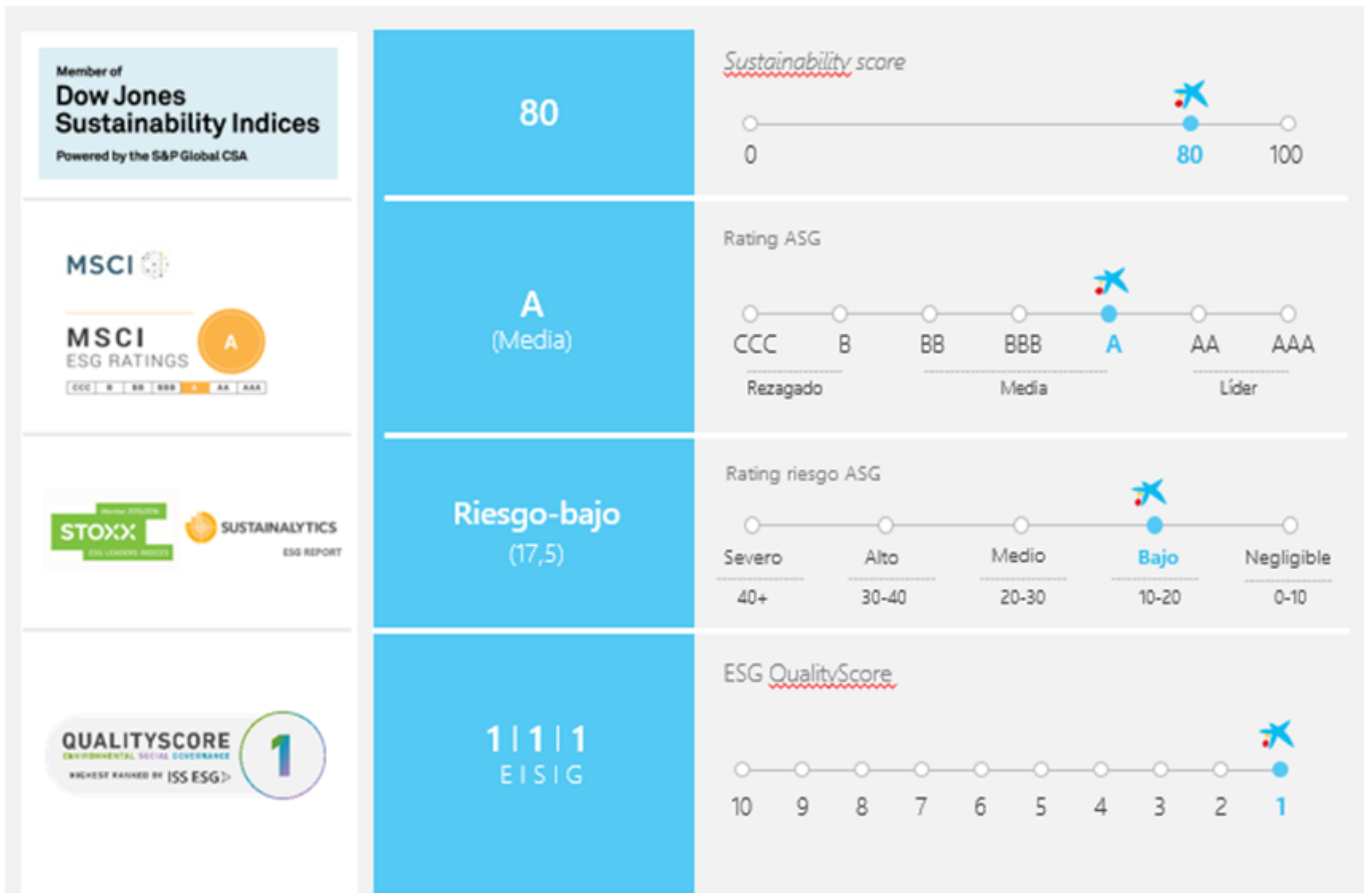 Member of
Dow Jones
Sustainability Indices
Powered by the S&P Global CSA
80
Sustainability score
0 80 100
MSCI
MSCI
ESG RATINGS
A
CCC B BB BBB A AA AAA
A
(Media)
Rating ASG
CCC B BB BBB A AA AAA
Rezagado Media Líder
Member 2015/2016
STOXX
ESG LEADERS INDICES
SUSTAINALYTICS
ESG REPORT
Riesgo-bajo
(17,5)
Rating riesgo ASG
Severo Alto Medio Bajo Negligible
40+ 30-40 20-30 10-20 0-10
QUALITYSCORE
ENVIRONMENTAL SOCIAL GOVERNANCE
HIGHEST RANKED BY ISS ESG
1
1 | 1 | 1
E | S | G
ESG QualityScore
10 9 8 7 6 5 4 3 2 1